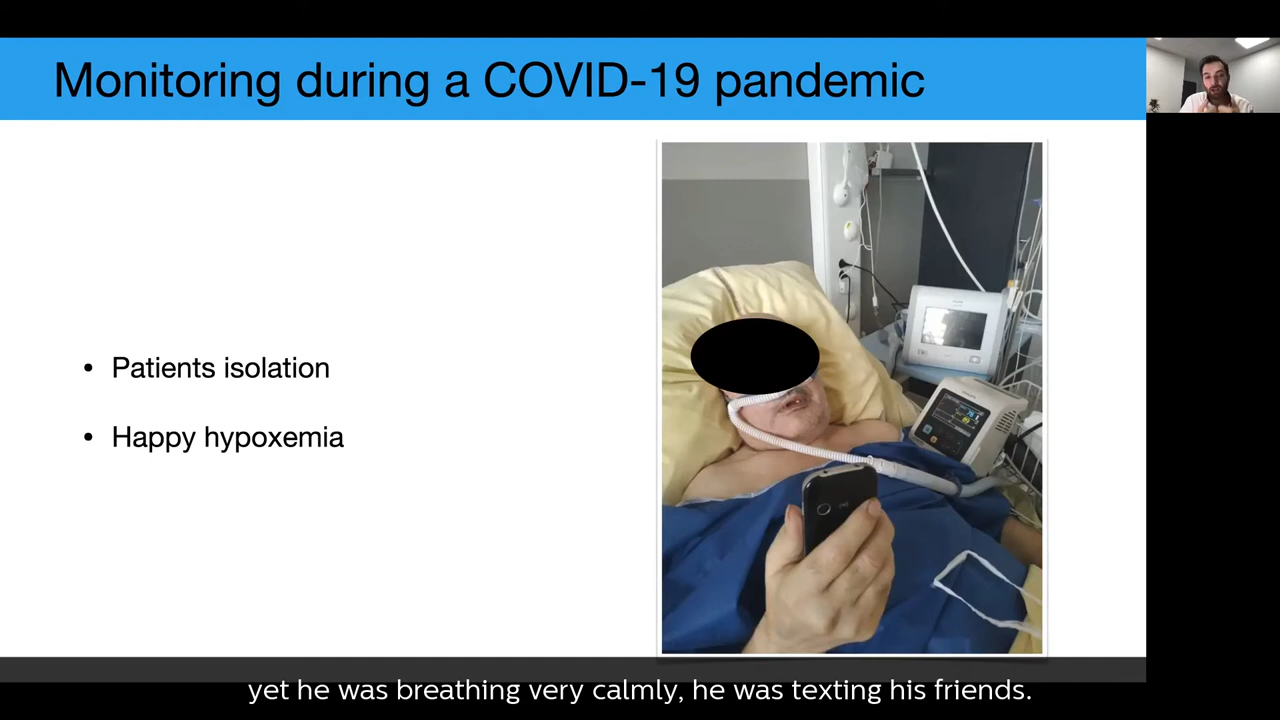 Monitoring during a COVID-19 pandemic
• Patients isolation
• Happy hypoxemia
yet he was breathing very calmly, he was texting his friends.